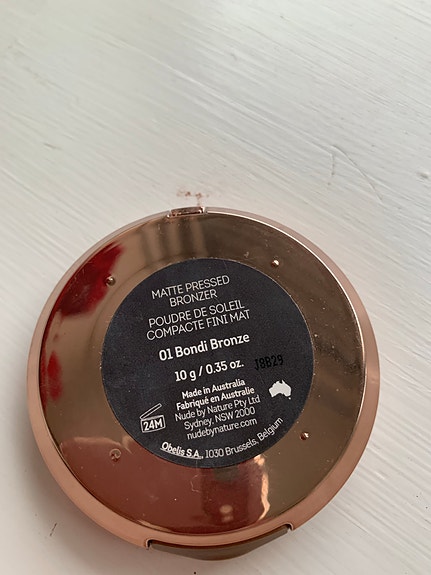 MATTE PRESSED
BRONZER
POUDRE DE SOLEIL
COMPACTE FINI MAT
01 Bondi Bronze
10 g / 0.35 oz.
J8B29
Made in Australia
Fabriqué en Australie
Nude by Nature Pty Ltd
Sydney, NSW 2000
nudebynature.com
24M
Obelis S.A., 1030 Brussels, Belgium